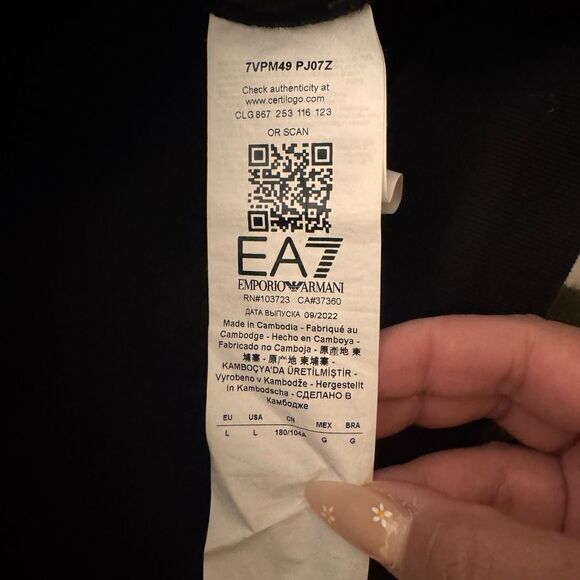 7VPM49 PJ07Z
Check authenticity at
www.certilogo.com
CLG 867 253 116 123
OR SCAN
EA7
EMPORIO ARMANI
RN#103723 CA#37360
ДАТА ВЫПУСКА 09/2022
Made in Cambodia - Fabriqué au
Cambodge - Hecho en Camboya -
Fabricado no Camboja - 原產地 柬
埔寨 - 原产地 柬埔寨 -
KAMBOÇYA'DA ÜRETİLMİŞTİR -
Vyrobeno v Kambodže - Hergestellt
in Kambodscha - СДЕЛАНО В
Камбодже
EU USA CN MEX BRA
L L 180/104A G G